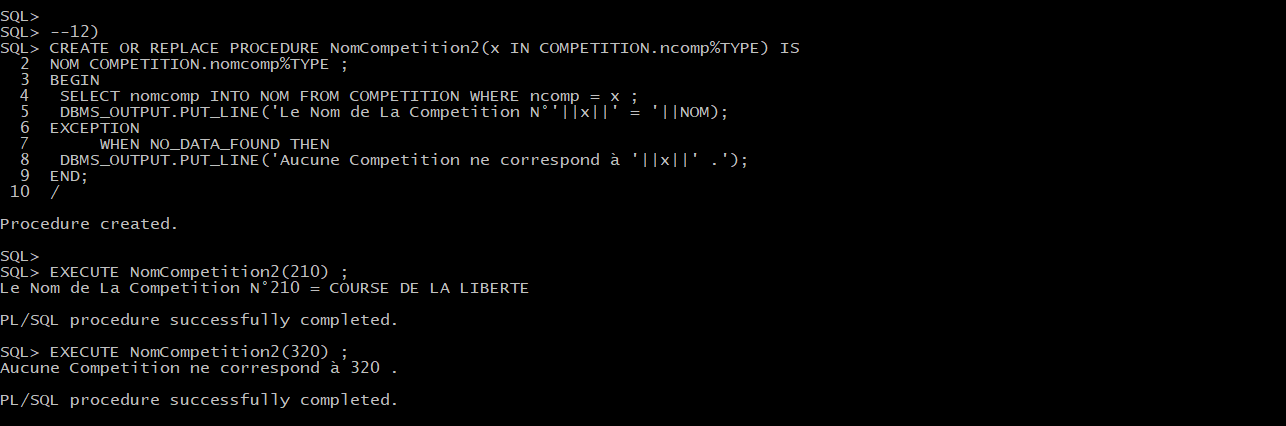 SQL>
SQL> --12)
SQL> CREATE OR REPLACE PROCEDURE NomCompetition2(x IN COMPETITION.ncomp%TYPE) IS
  2  NOM COMPETITION.nomcomp%TYPE ;
  3  BEGIN
  4   SELECT nomcomp INTO NOM FROM COMPETITION WHERE ncomp = x ;
  5   DBMS_OUTPUT.PUT_LINE('Le Nom de La Competition N°'||x||' = '||NOM);
  6  EXCEPTION
  7       WHEN NO_DATA_FOUND THEN
  8   DBMS_OUTPUT.PUT_LINE('Aucune Competition ne correspond à '||x||' .');
  9  END;
 10  /
Procedure created.
SQL>
SQL> EXECUTE NomCompetition2(210) ;
Le Nom de La Competition N°210 = COURSE DE LA LIBERTE
PL/SQL procedure successfully completed.
SQL> EXECUTE NomCompetition2(320) ;
Aucune Competition ne correspond à 320 .
PL/SQL procedure successfully completed.